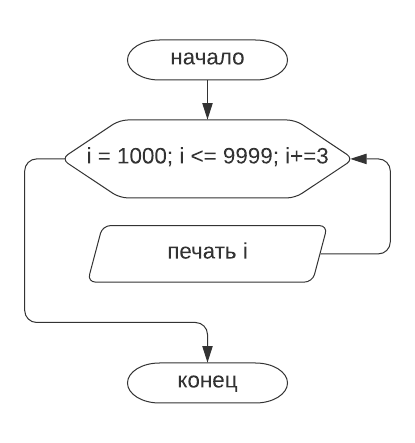 начало
i = 1000; i <= 9999; i+=3
печать i
конец